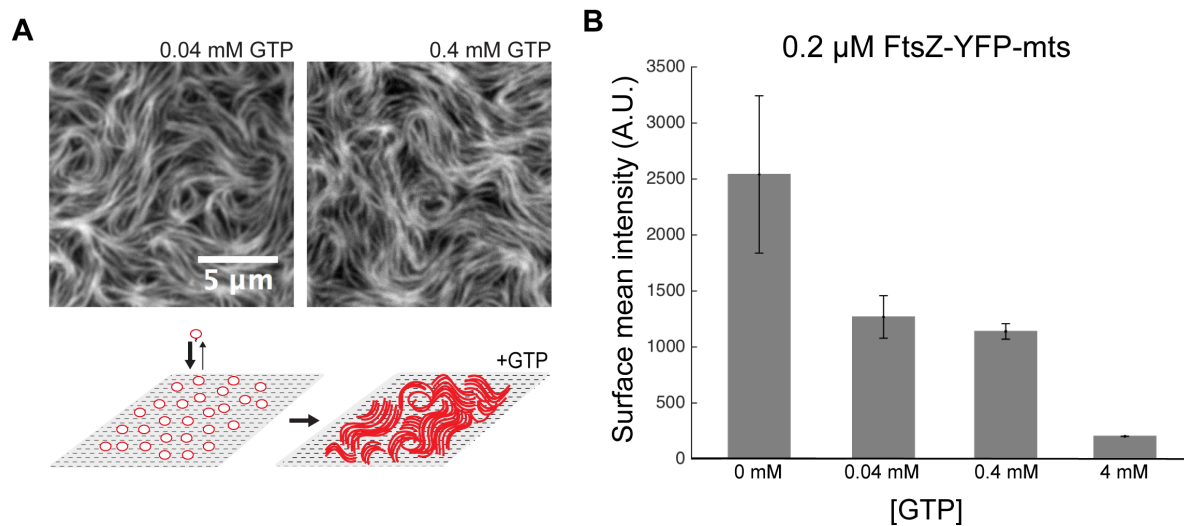 A
0.04 mM GTP
0.4 mM GTP
5 μm
+GTP
B
0.2 μM FtsZ-YFP-mts
Surface mean intensity (A.U.)
3500
3000
2500
2000
1500
1000
500
0
0 mM
0.04 mM
0.4 mM
4 mM
[GTP]